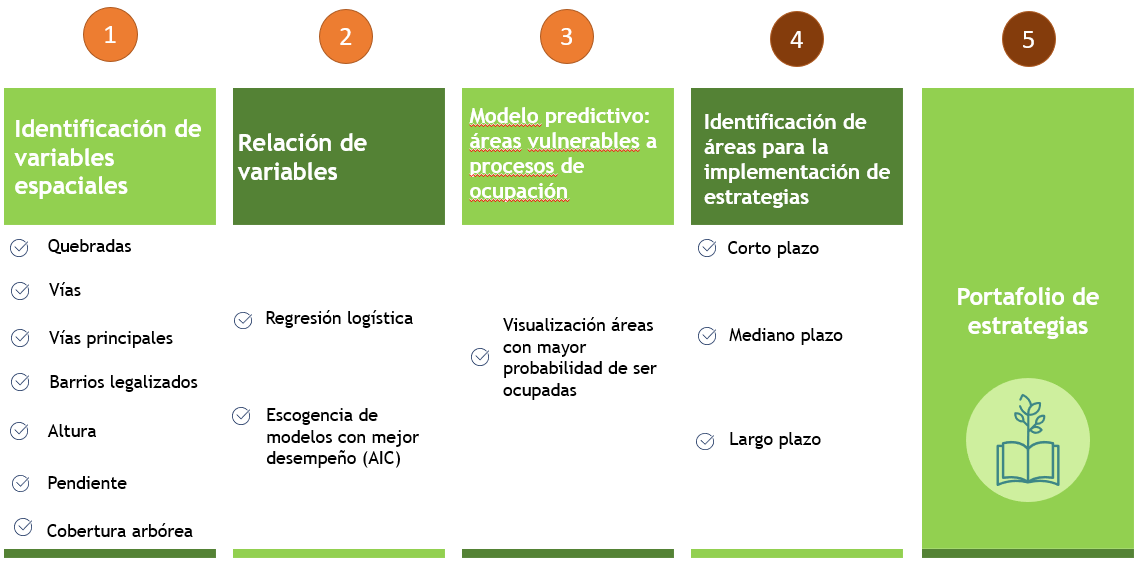 1
Identificación de
variables
espaciales
Quebradas
Vías
Vías principales
Barrios legalizados
Altura
Pendiente
Cobertura arbórea
2
Relación de
variables
Regresión logística
Escogencia de
modelos con mejor
desempeño (AIC)
3
Modelo predictivo:
áreas vulnerables a
procesos de
ocupación
Visualización áreas
con mayor
probabilidad de ser
ocupadas
4
Identificación de
áreas para la
implementación de
estrategias
Corto plazo
Mediano plazo
Largo plazo
5
Portafolio de
estrategias